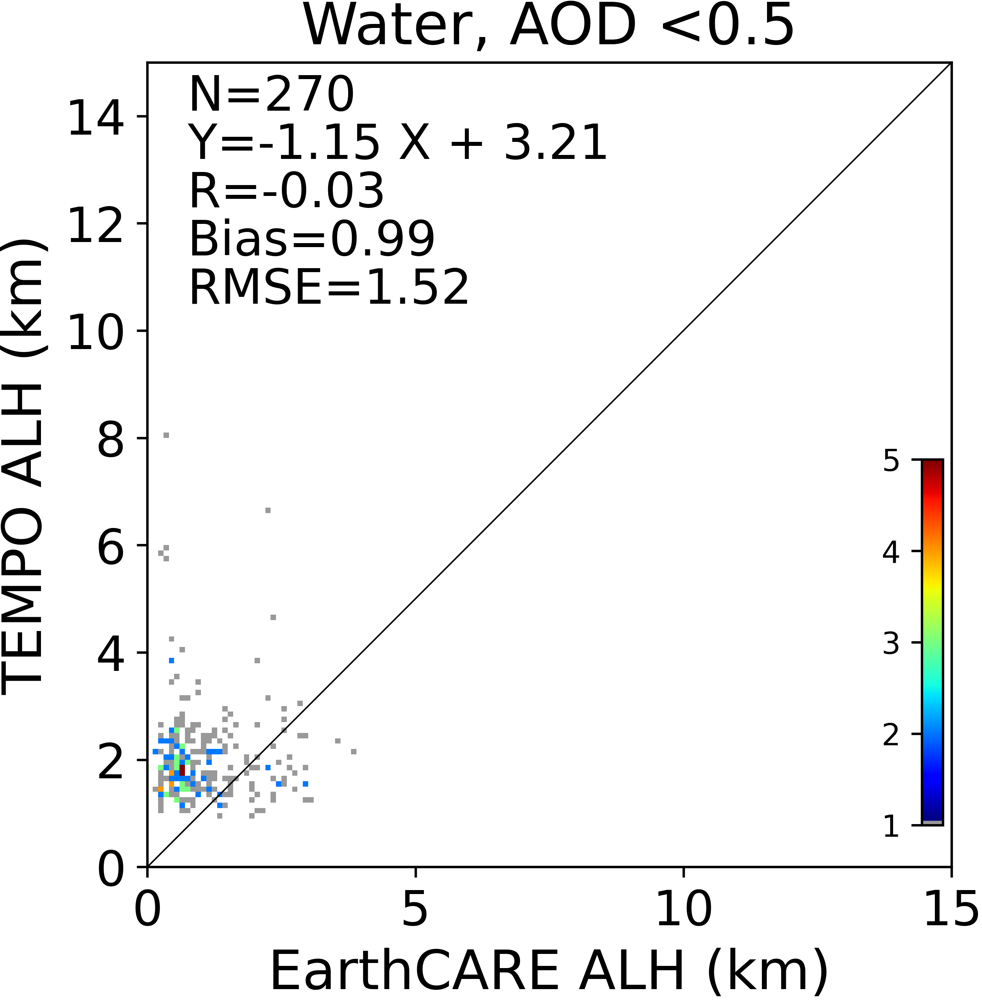 Water, AOD <0.5
N=270
Y=-1.15 X + 3.21
R=-0.03
Bias=0.99
RMSE=1.52
TEMPO ALH (km)
14
12
10
8
6
4
2
0
5
4
3
2
1
0 5 10 15
EarthCARE ALH (km)